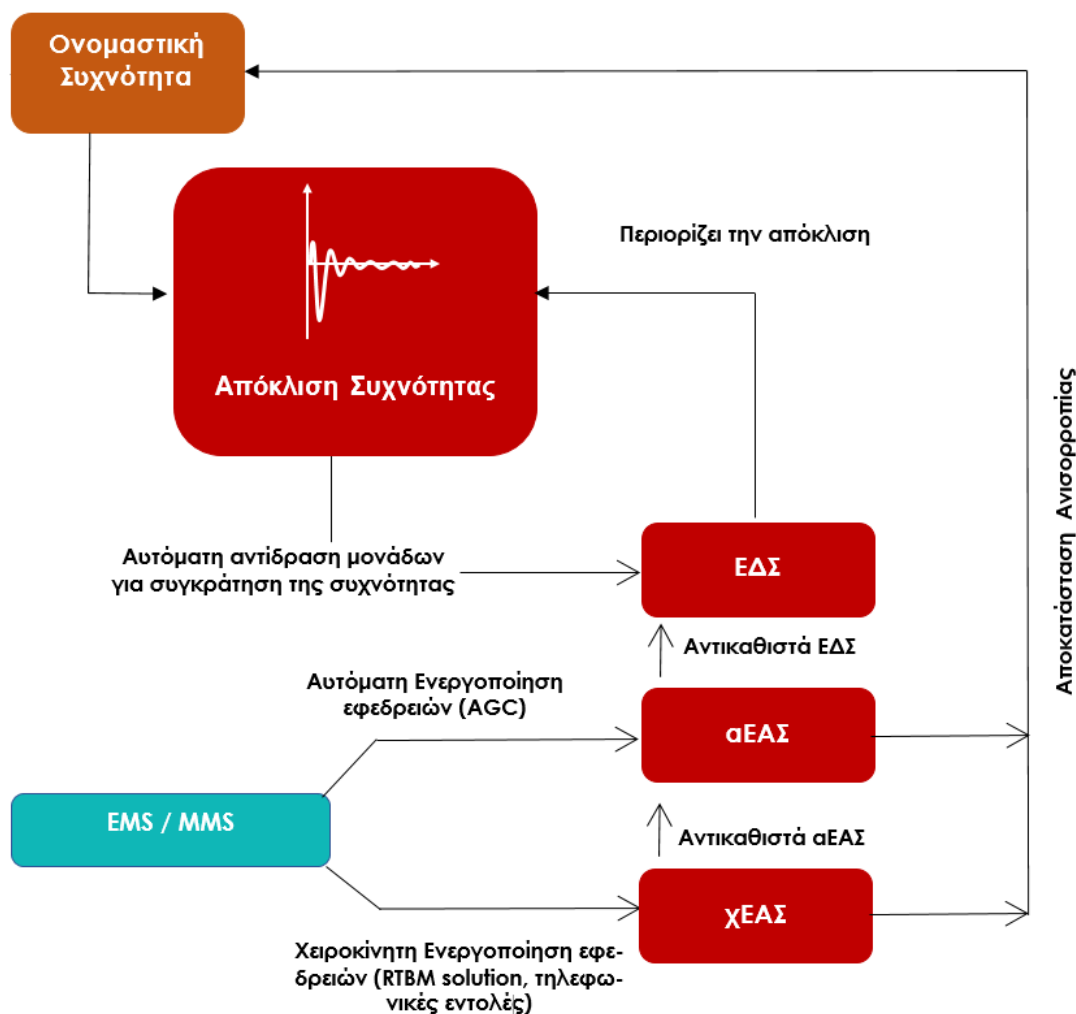 Ονομαστική
Συχνότητα
Περιορίζει την απόκλιση
Απόκλιση Συχνότητας
Αποκατάσταση Ανισορροπίας
Αυτόματη αντίδραση μονάδων
για συγκράτηση της συχνότητας
ΕΔΣ
Αντικαθιστά ΕΔΣ
Αυτόματη Ενεργοποίηση
εφεδρειών (AGC)
αΕΑΣ
EMS / MMS
Αντικαθιστά αΕΑΣ
χΕΑΣ
Χειροκίνητη Ενεργοποίηση εφε-
δρειών (RTBM solution, τηλεφω-
νικές εντολές)